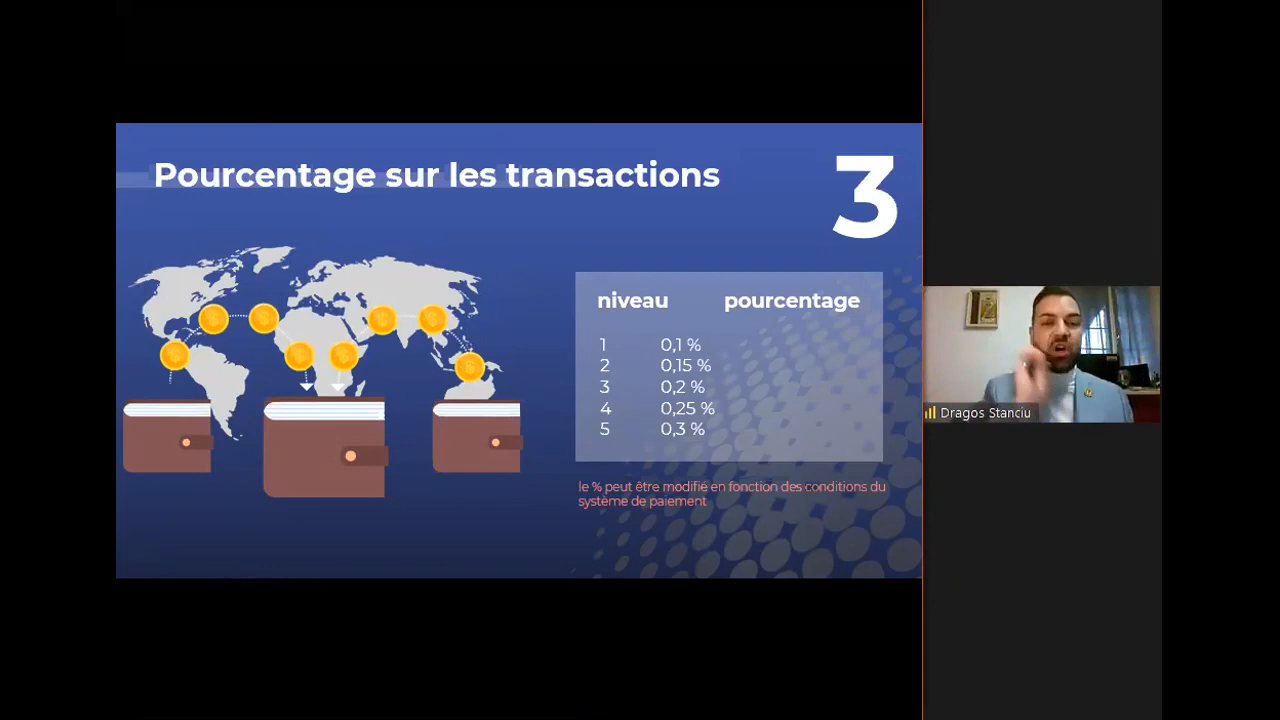 Pourcentage sur les transactions
3
niveau pourcentage
1 0,1 %
2 0,15 %
3 0,2 %
4 0,25 %
5 0,3 %
le % peut être modifié en fonction des conditions du
système de paiement
Dragos Stanciu